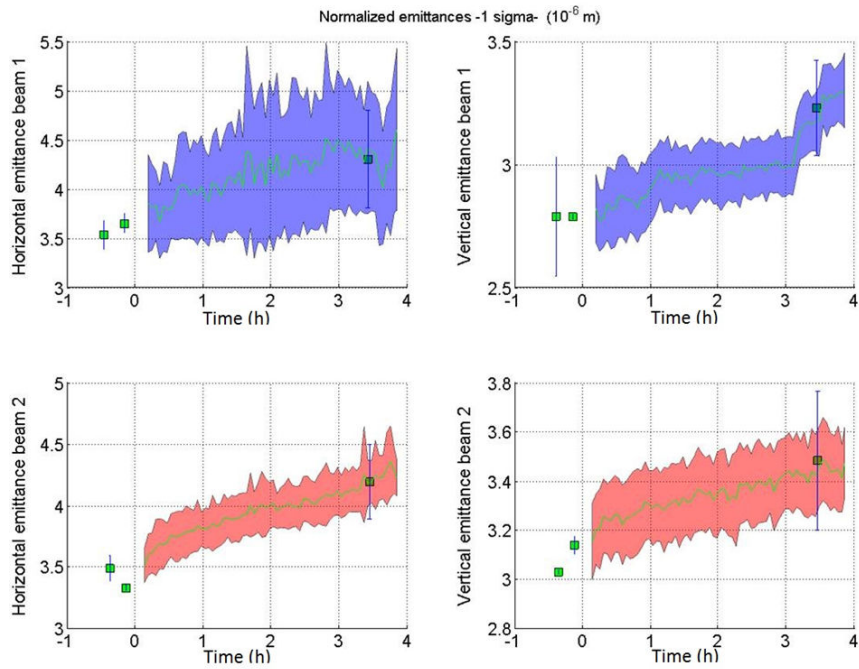 Normalized emittances -1 sigma- (10⁻⁶ m)
Horizontal emittance beam 1
5.5
5
4.5
4
3.5
3
-1 0 1 2 3 4
Time (h)
Vertical emittance beam 1
3.5
3
2.5
-1 0 1 2 3 4
Time (h)
Horizontal emittance beam 2
5
4.5
4
3.5
3
-1 0 1 2 3 4
Time (h)
Vertical emittance beam 2
3.8
3.6
3.4
3.2
3
2.8
-1 0 1 2 3 4
Time (h)